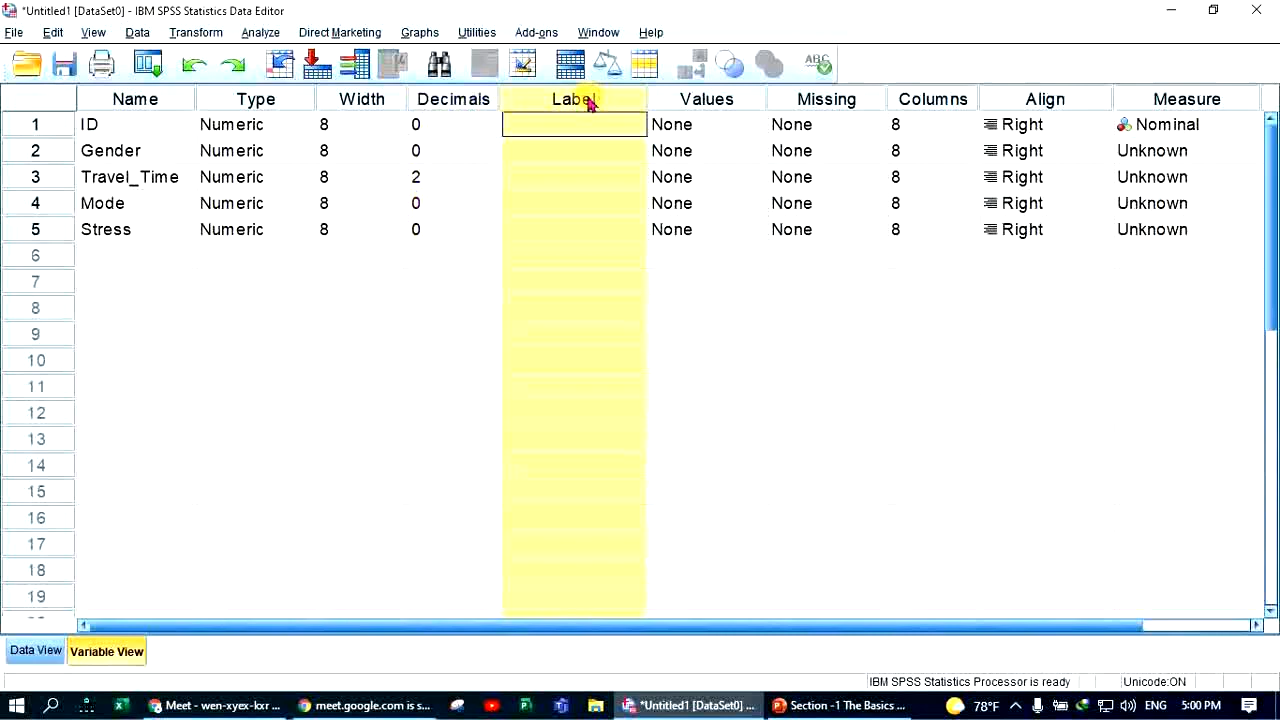 *Untitled1 [DataSet0] - IBM SPSS Statistics Data Editor
File Edit View Data Transform Analyze Direct Marketing Graphs Utilities Add-ons Window Help
Name Type Width Decimals Label Values Missing Columns Align Measure
1 ID Numeric 8 0 None None 8 Right Nominal
2 Gender Numeric 8 0 None None 8 Right Unknown
3 Travel_Time Numeric 8 2 None None 8 Right Unknown
4 Mode Numeric 8 0 None None 8 Right Unknown
5 Stress Numeric 8 0 None None 8 Right Unknown
6
7
8
9
10
11
12
13
14
15
16
17
18
19
Data View Variable View
IBM SPSS Statistics Processor is ready Unicode:ON
Meet - wen-xyex-kxr ... meet.google.com is s... *Untitled1 [DataSet0] ... Section -1 The Basics ... 78°F ENG 5:00 PM